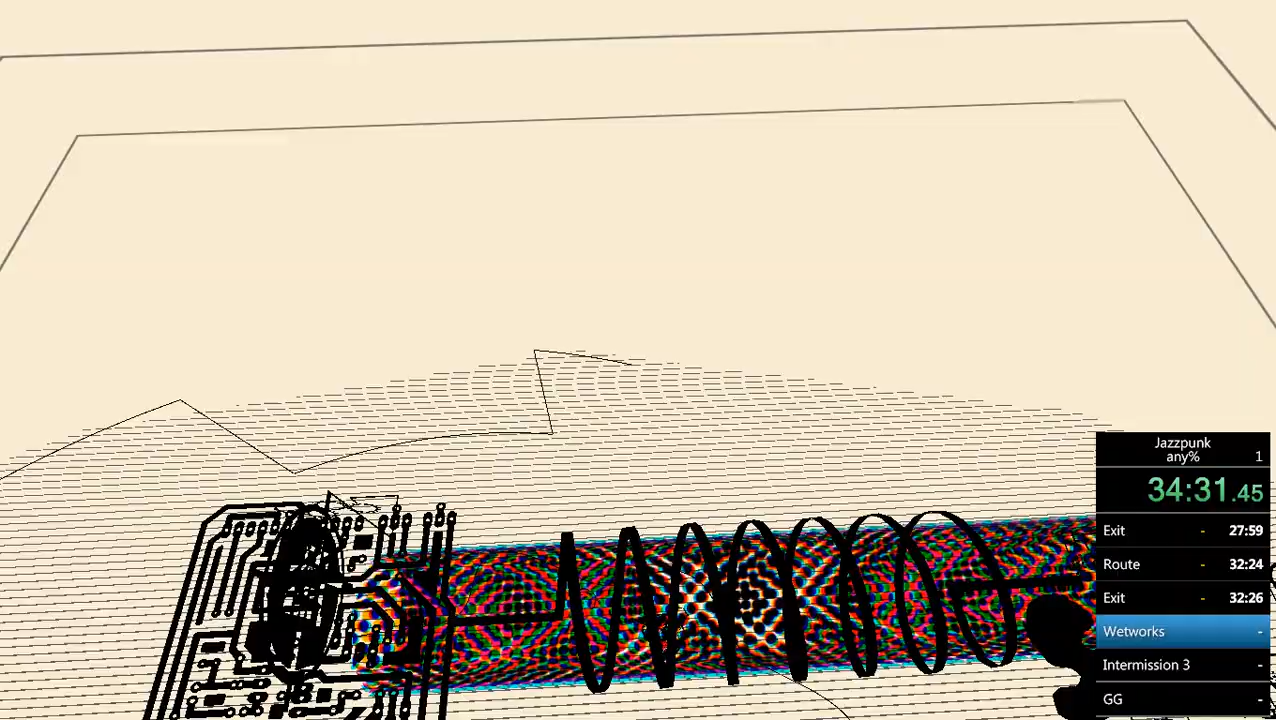 Jazzpunk
any% 1
34:31.45
Exit - 27:59
Route - 32:24
Exit - 32:26
Wetworks -
Intermission 3 -
GG -